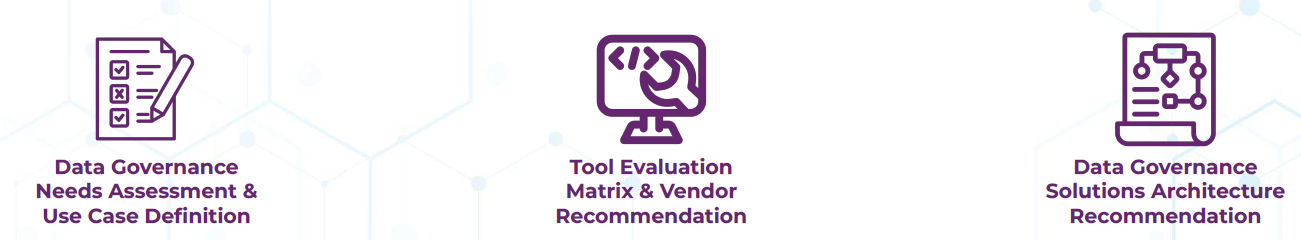 Data Governance
Needs Assessment &
Use Case Definition
Tool Evaluation
Matrix & Vendor
Recommendation
Data Governance
Solutions Architecture
Recommendation